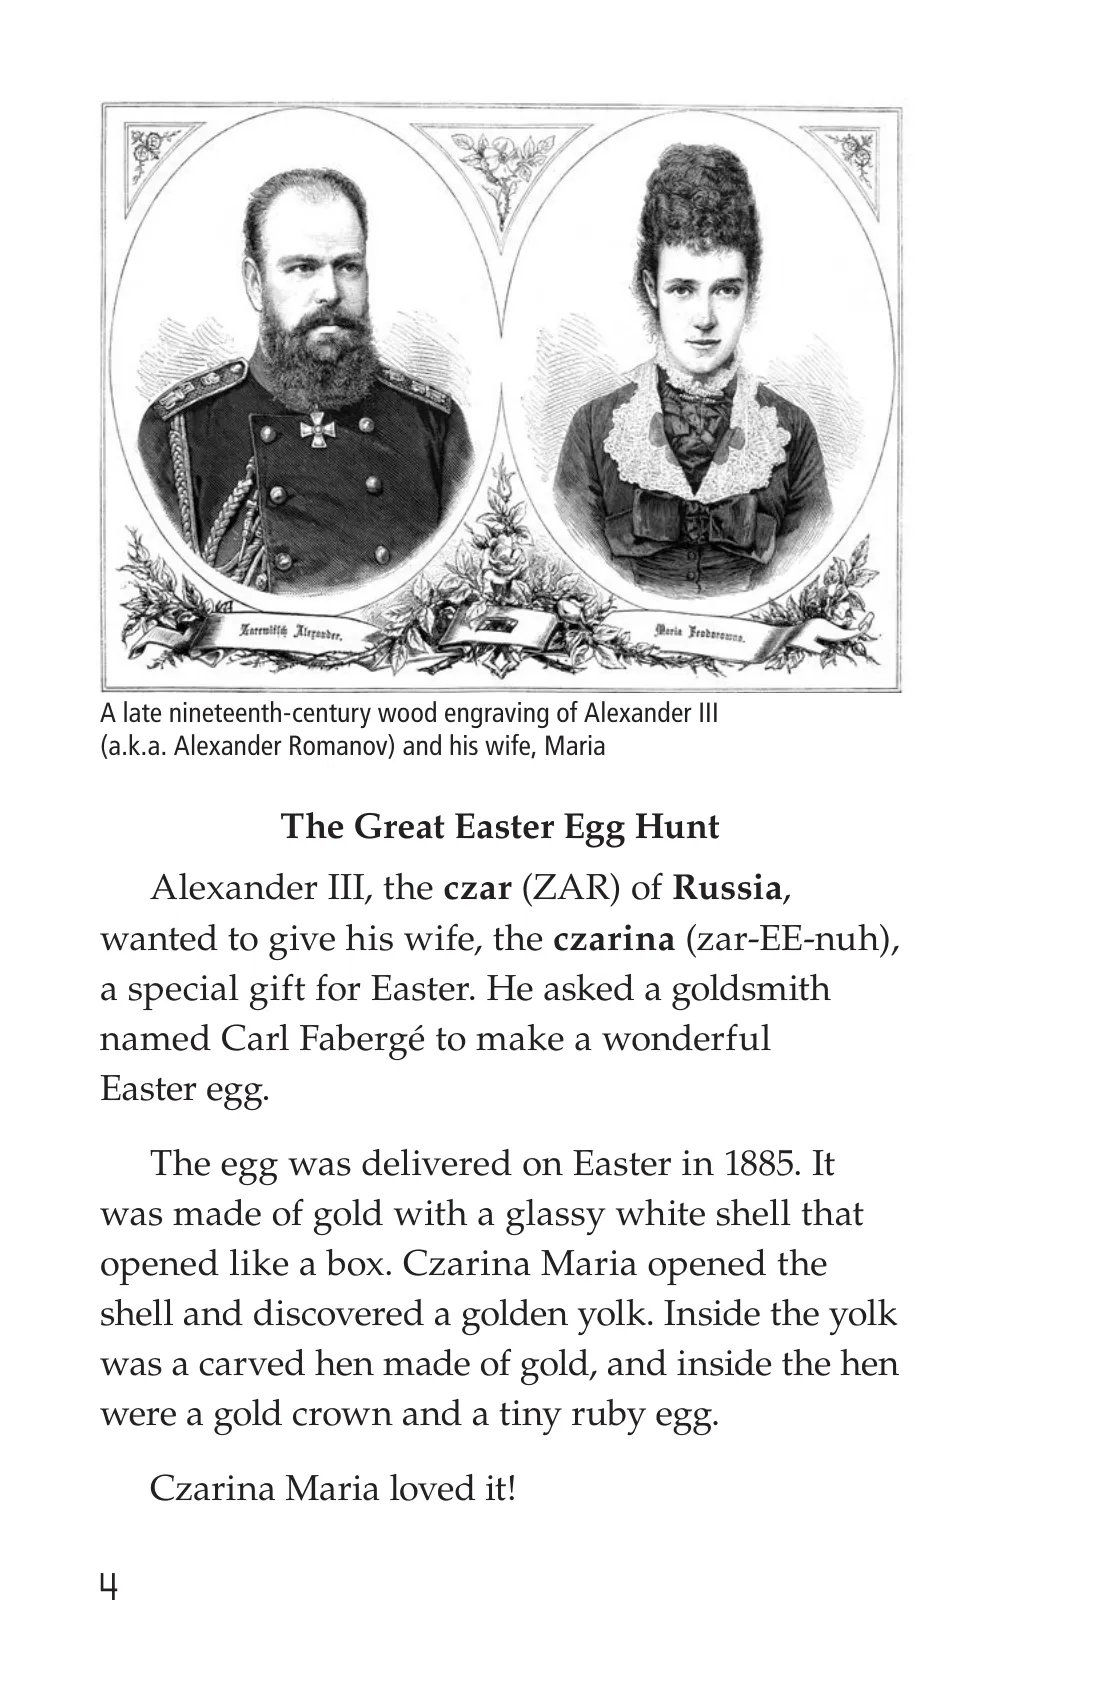 Zarewitsch Alexander.
Maria Feodorowna.
A late nineteenth-century wood engraving of Alexander III
(a.k.a. Alexander Romanov) and his wife, Maria
The Great Easter Egg Hunt
Alexander III, the czar (ZAR) of Russia,
wanted to give his wife, the czarina (zar-EE-nuh),
a special gift for Easter. He asked a goldsmith
named Carl Fabergé to make a wonderful
Easter egg.
The egg was delivered on Easter in 1885. It
was made of gold with a glassy white shell that
opened like a box. Czarina Maria opened the
shell and discovered a golden yolk. Inside the yolk
was a carved hen made of gold, and inside the hen
were a gold crown and a tiny ruby egg.
Czarina Maria loved it!
4